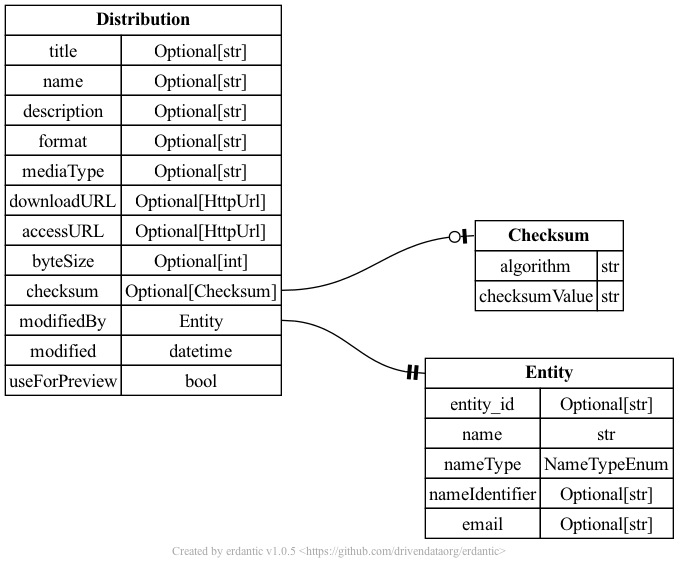 Distribution
title Optional[str]
name Optional[str]
description Optional[str]
format Optional[str]
mediaType Optional[str]
downloadURL Optional[HttpUrl]
accessURL Optional[HttpUrl]
byteSize Optional[int]
checksum Optional[Checksum]
modifiedBy Entity
modified datetime
useForPreview bool
Checksum
algorithm str
checksumValue str
Entity
entity_id Optional[str]
name str
nameType NameTypeEnum
nameIdentifier Optional[str]
email Optional[str]
Created by erdantic v1.0.5 <https://github.com/drivendataorg/erdantic>